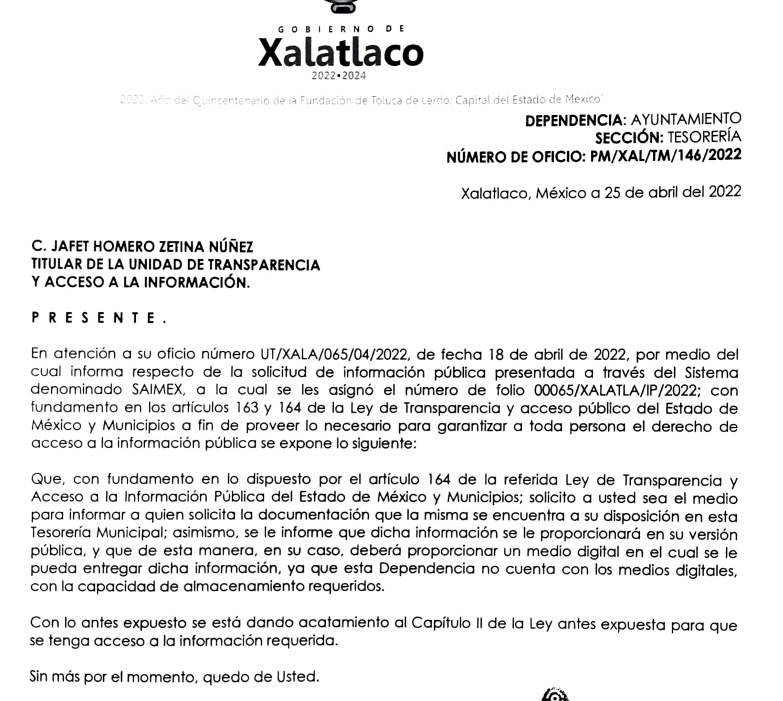 GOBIERNO DE
Xalatlaco
2022•2024
"2022. Año del Quincentenario de la Fundación de Toluca de Lerdo, Capital del Estado de México"
DEPENDENCIA: AYUNTAMIENTO
SECCIÓN: TESORERÍA
NÚMERO DE OFICIO: PM/XAL/TM/146/2022
Xalatlaco, México a 25 de abril del 2022
C. JAFET HOMERO ZETINA NÚÑEZ
TITULAR DE LA UNIDAD DE TRANSPARENCIA
Y ACCESO A LA INFORMACIÓN.
P R E S E N T E .
En atención a su oficio número UT/XALA/065/04/2022, de fecha 18 de abril de 2022, por medio del
cual informa respecto de la solicitud de información pública presentada a través del Sistema
denominado SAIMEX, a la cual se les asignó el número de folio 00065/XALATLA/IP/2022; con
fundamento en los artículos 163 y 164 de la Ley de Transparencia y acceso público del Estado de
México y Municipios a fin de proveer lo necesario para garantizar a toda persona el derecho de
acceso a la información pública se expone lo siguiente:
Que, con fundamento en lo dispuesto por el artículo 164 de la referida Ley de Transparencia y
Acceso a la Información Pública del Estado de México y Municipios; solicito a usted sea el medio
para informar a quien solicita la documentación que la misma se encuentra a su disposición en esta
Tesorería Municipal; asimismo, se le informe que dicha información se le proporcionará en su versión
pública, y que de esta manera, en su caso, deberá proporcionar un medio digital en el cual se le
pueda entregar dicha información, ya que esta Dependencia no cuenta con los medios digitales,
con la capacidad de almacenamiento requeridos.
Con lo antes expuesto se está dando acatamiento al Capítulo II de la Ley antes expuesta para que
se tenga acceso a la información requerida.
Sin más por el momento, quedo de Usted.